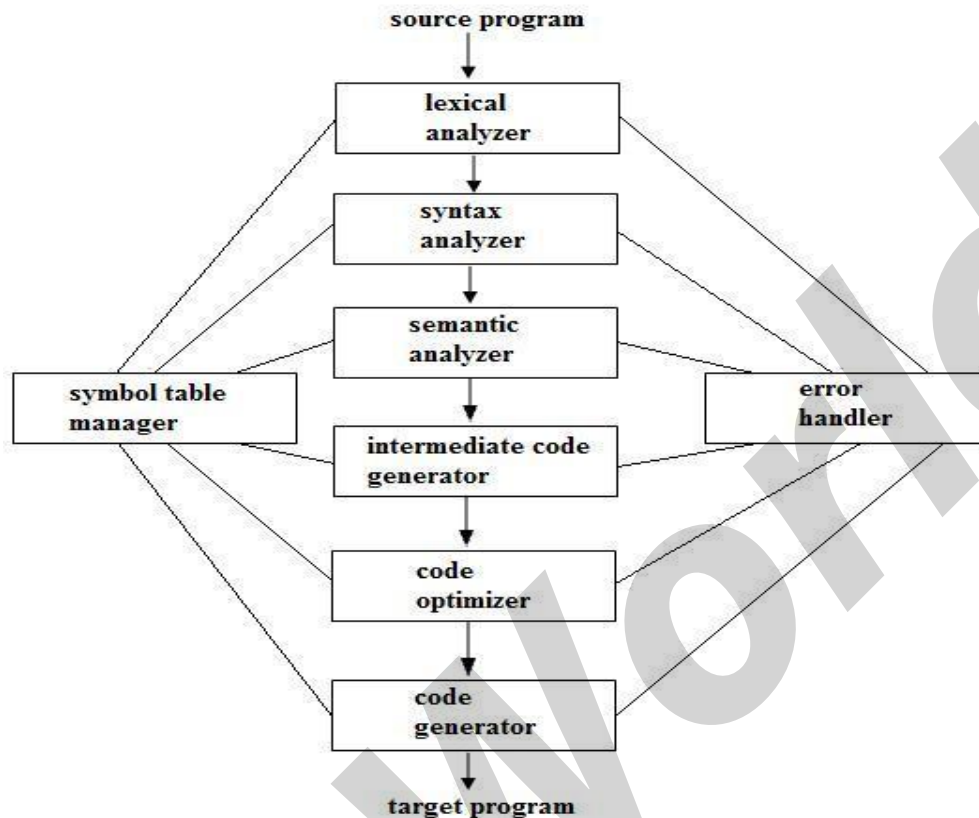 source program
lexical
analyzer
syntax
analyzer
semantic
analyzer
symbol table
manager
error
handler
intermediate code
generator
code
optimizer
code
generator
target program
World